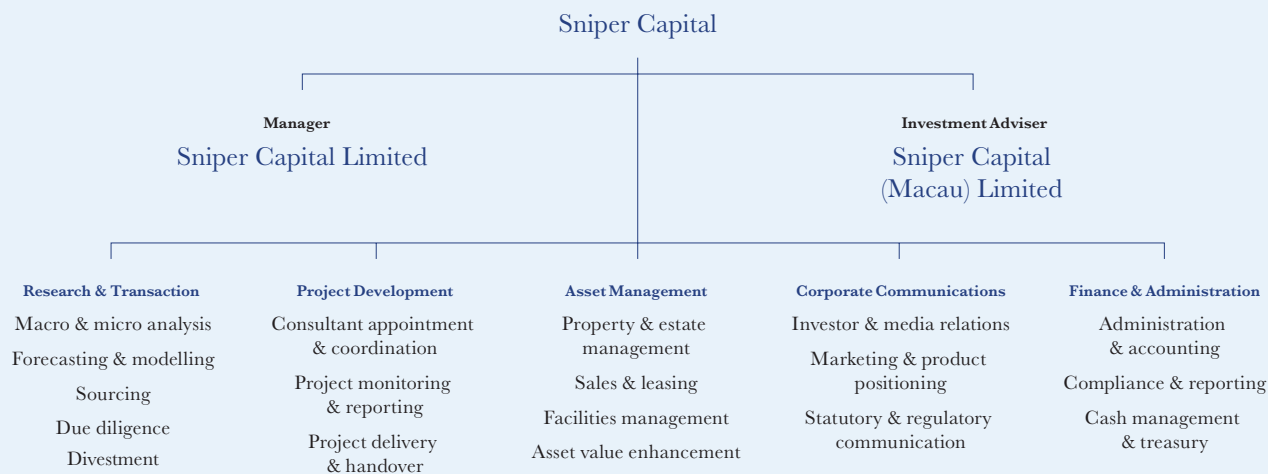 Sniper Capital
Manager
Sniper Capital Limited
Investment Adviser
Sniper Capital
(Macau) Limited
Research & Transaction
Macro & micro analysis
Forecasting & modelling
Sourcing
Due diligence
Divestment
Project Development
Consultant appointment
& coordination
Project monitoring
& reporting
Project delivery
& handover
Asset Management
Property & estate
management
Sales & leasing
Facilities management
Asset value enhancement
Corporate Communications
Investor & media relations
Marketing & product
positioning
Statutory & regulatory
communication
Finance & Administration
Administration
& accounting
Compliance & reporting
Cash management
& treasury